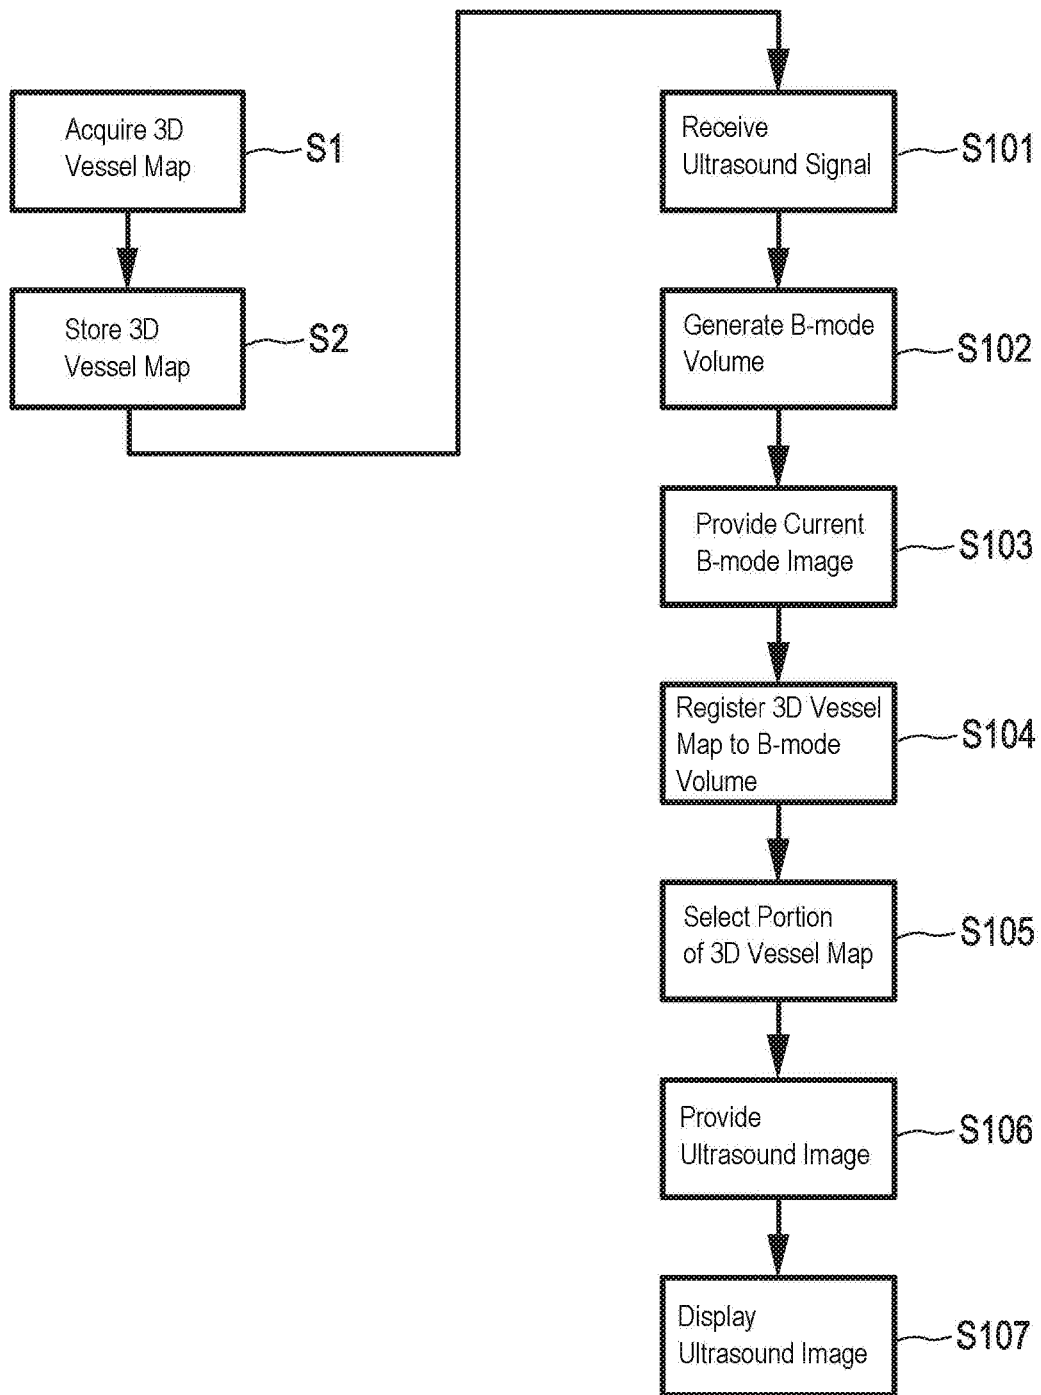 Acquire 3D
Vessel Map
S1
Store 3D
Vessel Map
S2
Receive
Ultrasound Signal
S101
Generate B-mode
Volume
S102
Provide Current
B-mode Image
S103
Register 3D Vessel
Map to B-mode
Volume
S104
Select Portion
of 3D Vessel Map
S105
Provide
Ultrasound Image
S106
Display
Ultrasound Image
S107